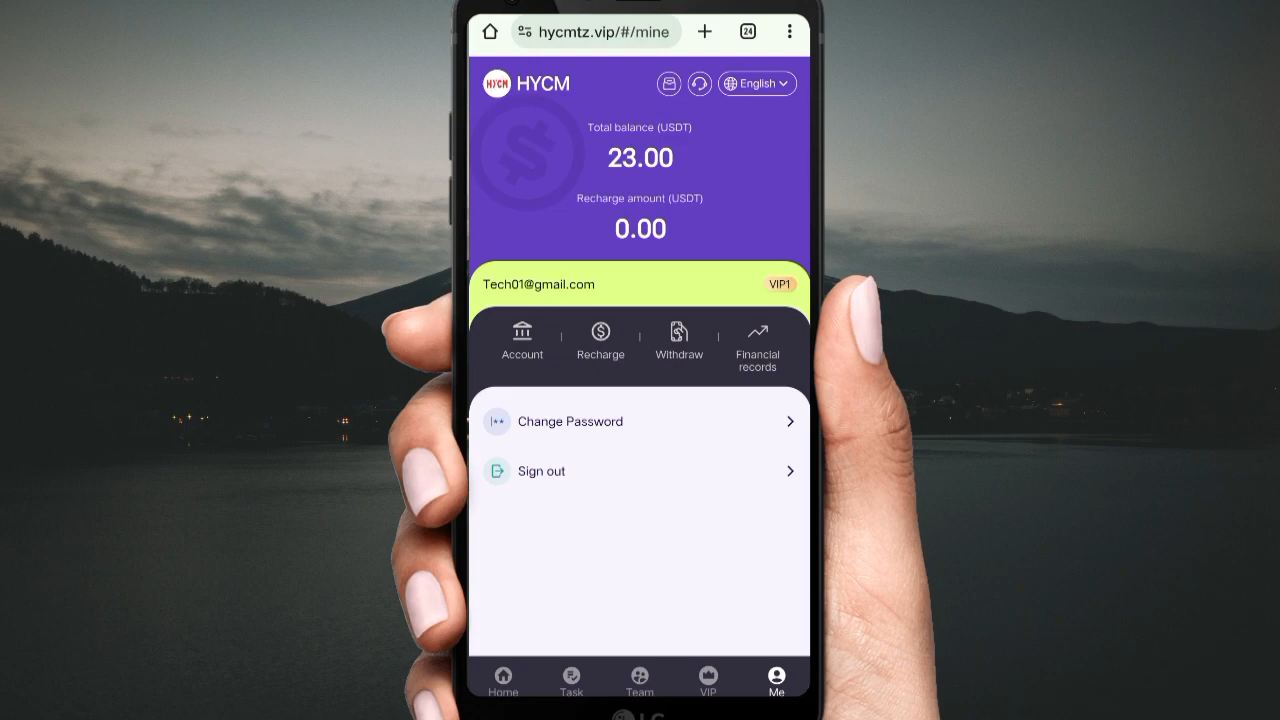 hycmtz.vip/#/mine
24
HYCM HYCM
English
Total balance (USDT)
23.00
Recharge amount (USDT)
0.00
Tech01@gmail.com
VIP1
Account
Recharge
Withdraw
Financial
records
Change Password
Sign out
Home
Task
Team
VIP
Me
LG